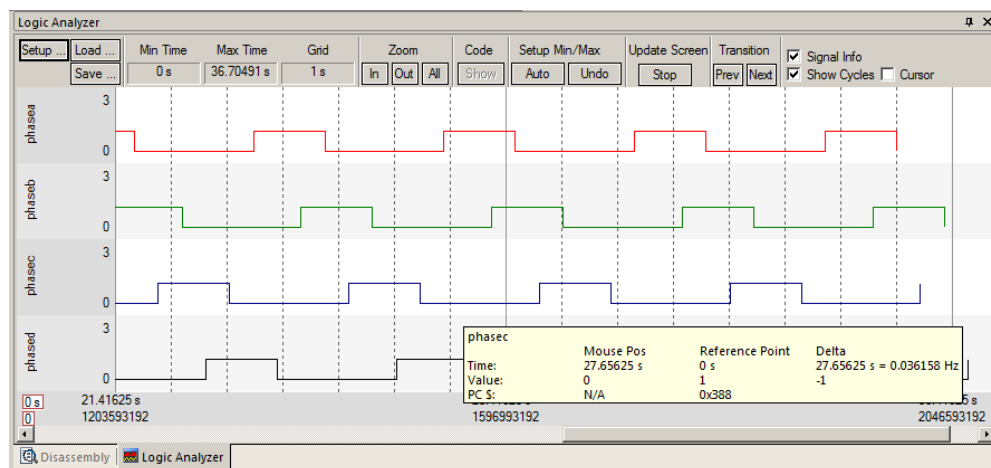 Logic Analyzer
Setup ... Load ... Min Time Max Time Grid Zoom Code Setup Min/Max Update Screen Transition Signal Info
Save ... 0 s 36.70491 s 1 s In Out All Show Auto Undo Stop Prev Next Show Cycles Cursor
phasea
3
0
phaseb
3
0
phasec
3
0
phased
3
0
phasec
Mouse Pos Reference Point Delta
Time: 27.65625 s 0 s 27.65625 s = 0.036158 Hz
Value: 0 1 -1
PC $: N/A 0x388
0 s 21.41625 s
0 1203593192 1596993192 2046593192
Disassembly Logic Analyzer